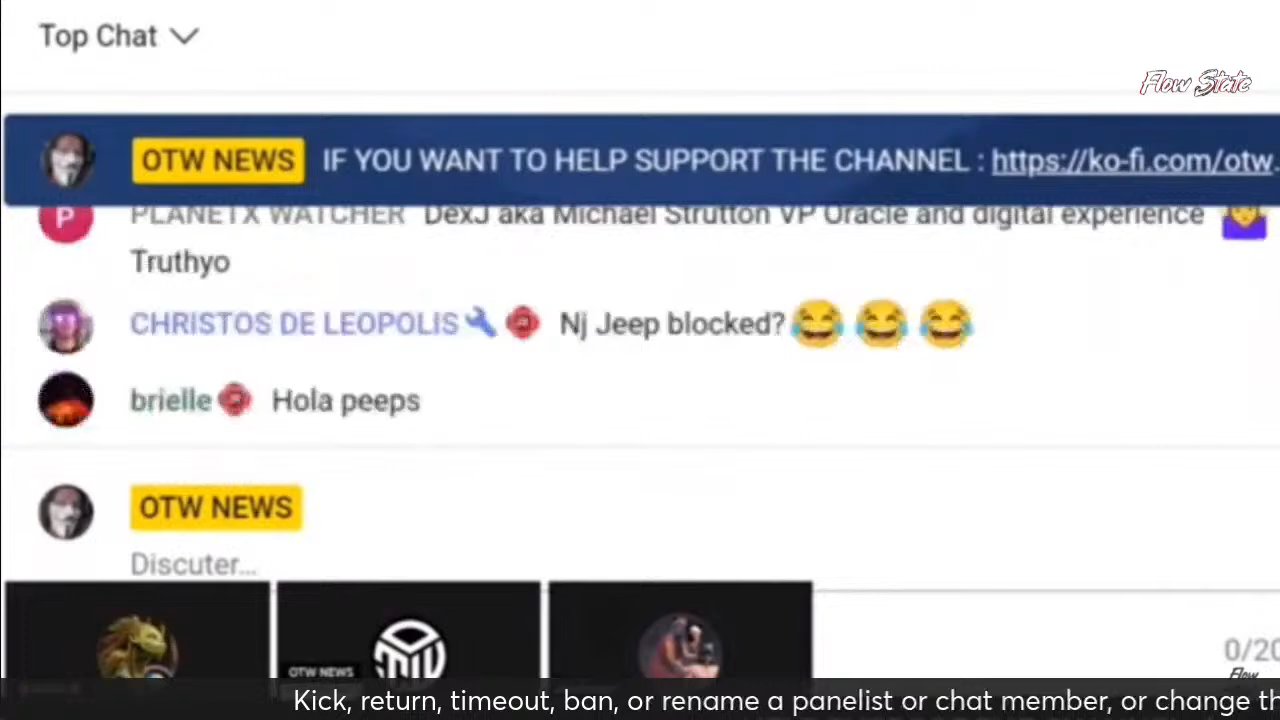 Top Chat
Flow State
OTW NEWS IF YOU WANT TO HELP SUPPORT THE CHANNEL : https://ko-fi.com/otw.
P PLANETX WATCHER DexJ aka Michael Strutton VP Oracle and digital experience
Truthyo
CHRISTOS DE LEOPOLIS Nj Jeep blocked?
brielle Hola peeps
OTW NEWS
Discuter...
0/20
OTW NEWS
Flow
Kick, return, timeout, ban, or rename a panelist or chat member, or change th